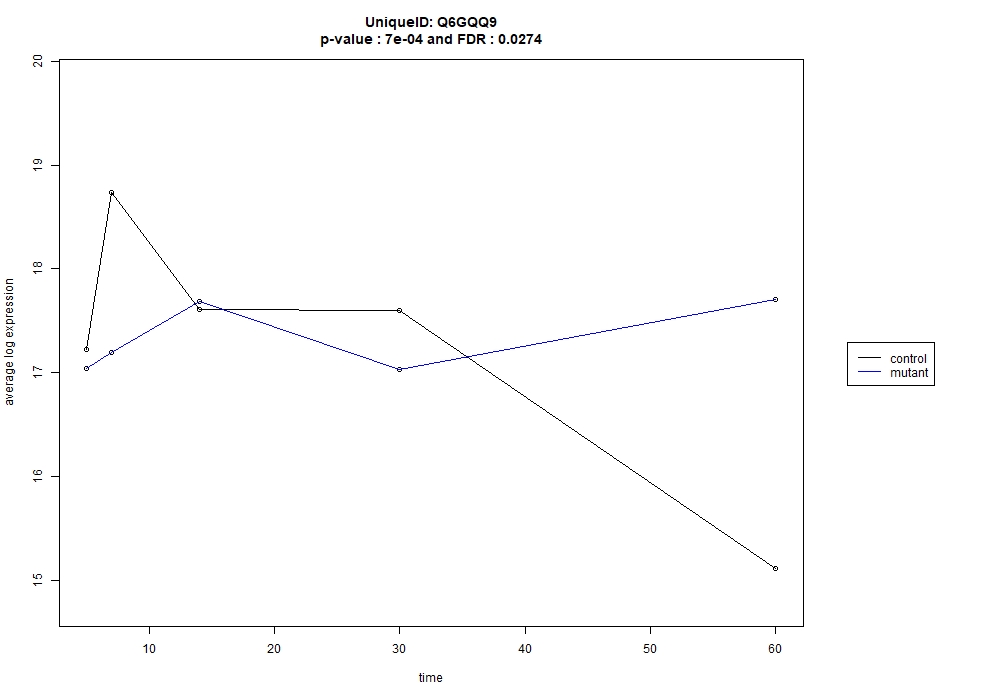 UniqueID: Q6GQQ9
p-value : 7e-04 and FDR : 0.0274
20
19
18
17
16
15
average log expression
10
20
30
40
50
60
time
control
mutant